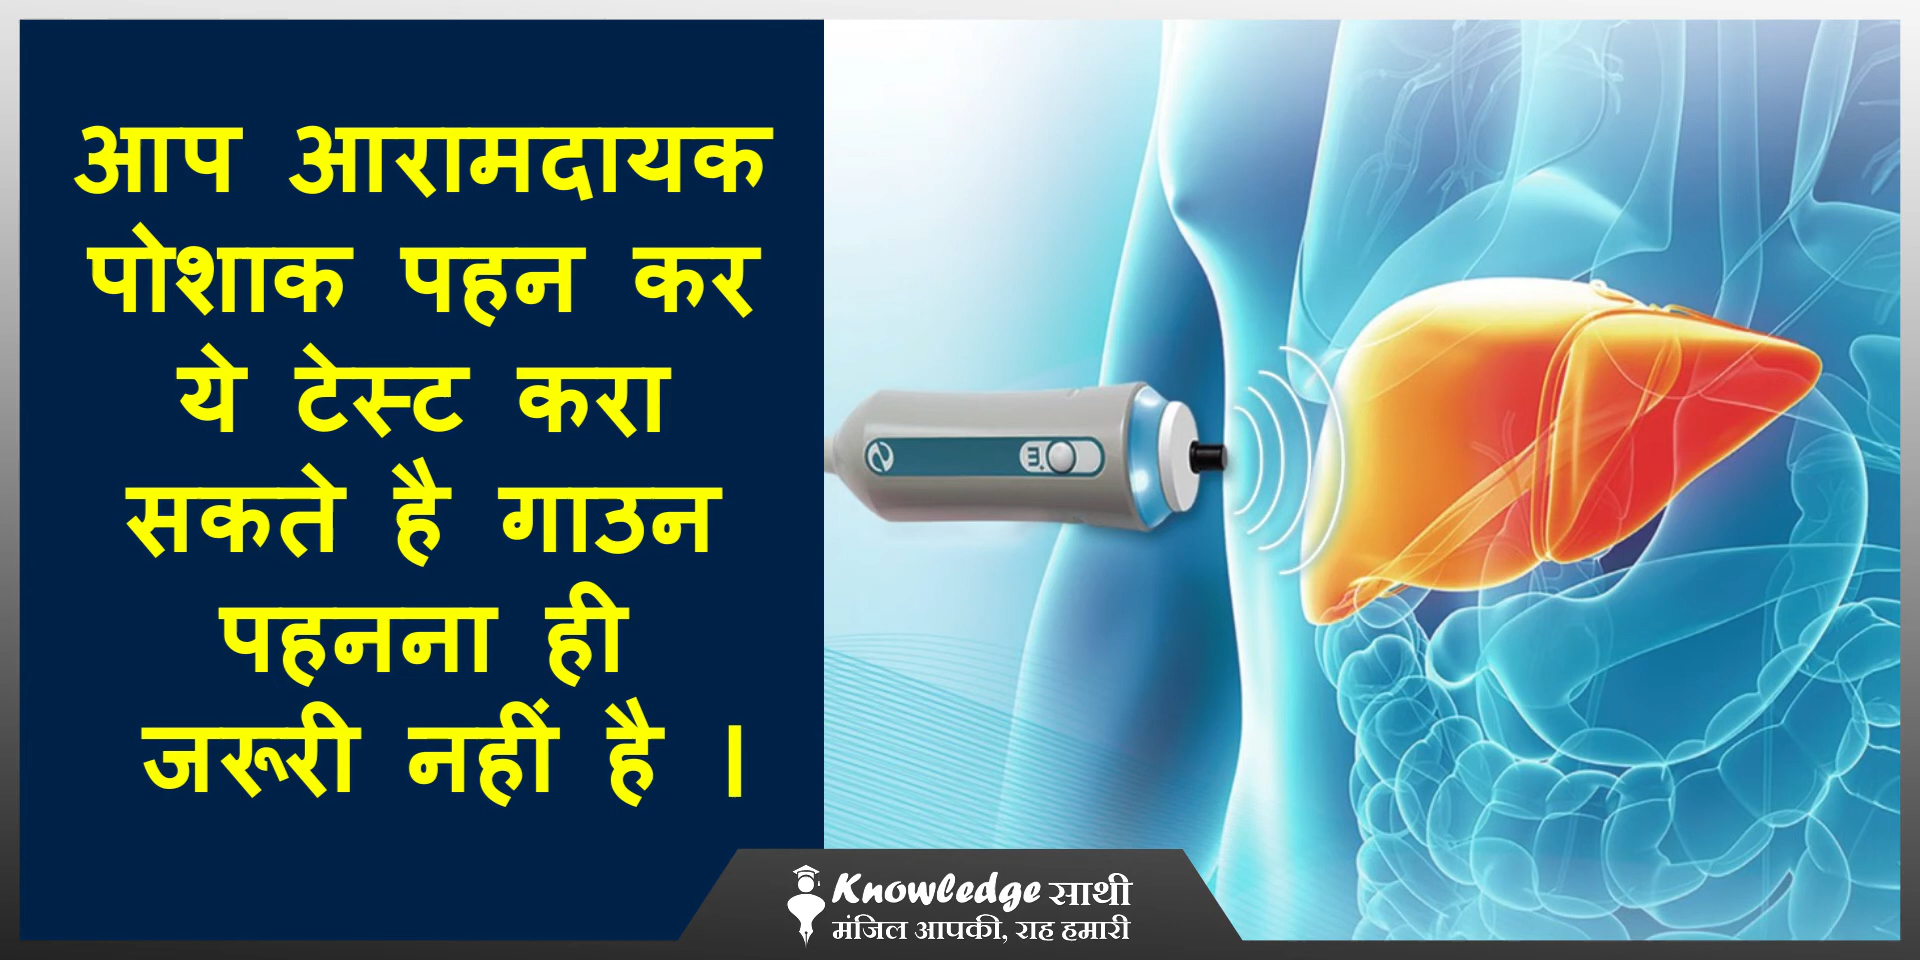 आप आरामदायक
पोशाक पहन कर
ये टेस्ट करा
सकते है गाउन
पहनना ही
जरूरी नहीं है ।
m
Knowledge साथी
मंजिल आपकी, राह हमारी